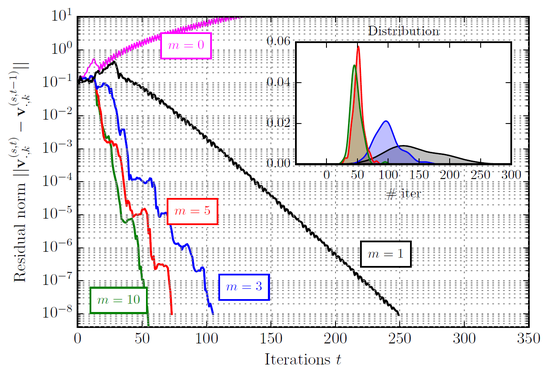 Residual norm ||v_{·,k}^{(s,t)} − v_{·,k}^{(s,t−1)}||
10^1
10^0
10^{−1}
10^{−2}
10^{−3}
10^{−4}
10^{−5}
10^{−6}
10^{−7}
10^{−8}
m = 0
m = 5
m = 1
m = 3
m = 10
Distribution
0.06
0.04
0.02
0.00
0 50 100 150 200 250 300
# iter
0 50 100 150 200 250 300 350
Iterations t